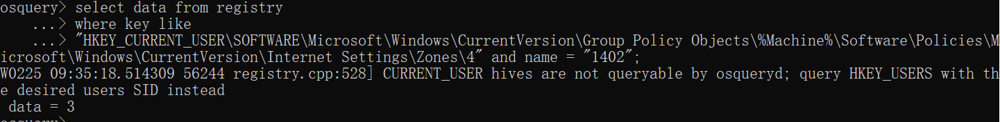 osquery> select data from registry
    ...> where key like
    ...> "HKEY_CURRENT_USER\SOFTWARE\Microsoft\Windows\CurrentVersion\Group Policy Objects\%Machine%\Software\Policies\M
icrosoft\Windows\CurrentVersion\Internet Settings\Zones\4" and name = "1402";
W0225 09:35:18.514309 56244 registry.cpp:528] CURRENT_USER hives are not queryable by osqueryd; query HKEY_USERS with th
e desired users SID instead
 data = 3
osquery>